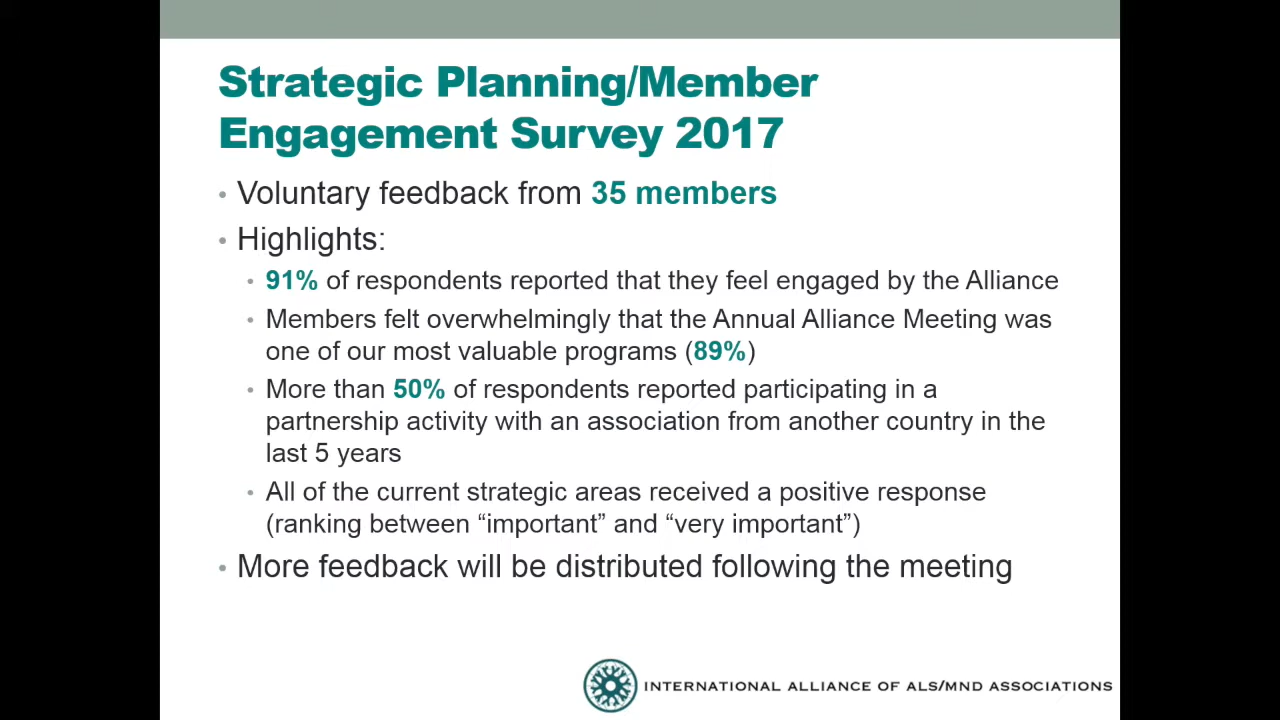 Strategic Planning/Member
Engagement Survey 2017
• Voluntary feedback from 35 members
• Highlights:
• 91% of respondents reported that they feel engaged by the Alliance
• Members felt overwhelmingly that the Annual Alliance Meeting was
one of our most valuable programs (89%)
• More than 50% of respondents reported participating in a
partnership activity with an association from another country in the
last 5 years
• All of the current strategic areas received a positive response
(ranking between “important” and “very important”)
• More feedback will be distributed following the meeting
INTERNATIONAL ALLIANCE OF ALS/MND ASSOCIATIONS